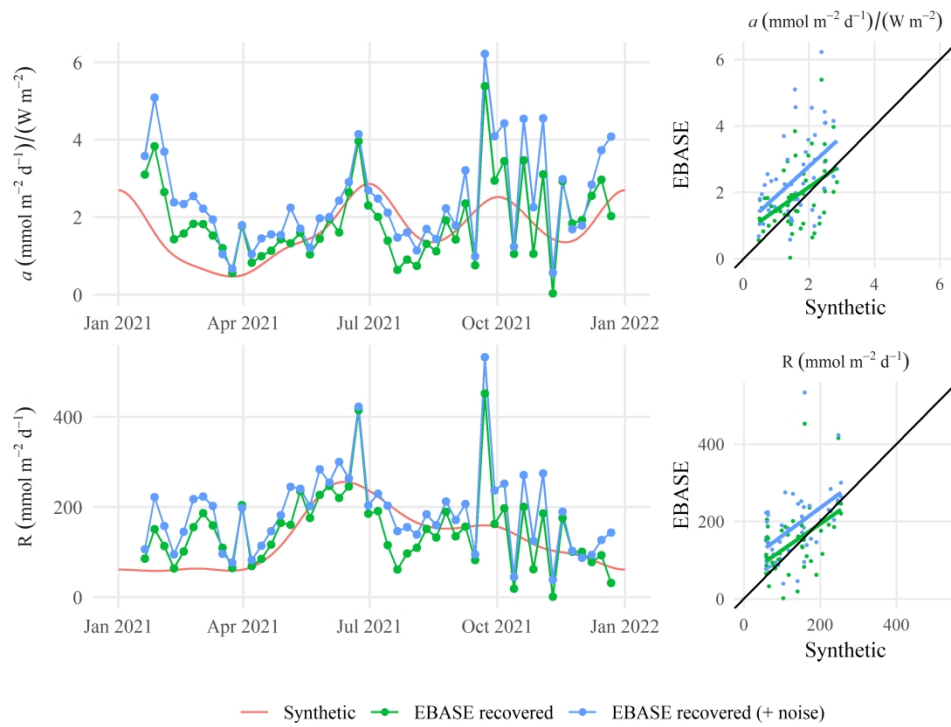 a (mmol m⁻² d⁻¹)/(W m⁻²)
6
4
2
0
Jan 2021 Apr 2021 Jul 2021 Oct 2021 Jan 2022
a (mmol m⁻² d⁻¹)/(W m⁻²)
EBASE
6
4
2
0
0 2 4 6
Synthetic
R (mmol m⁻² d⁻¹)
400
200
0
Jan 2021 Apr 2021 Jul 2021 Oct 2021 Jan 2022
R (mmol m⁻² d⁻¹)
EBASE
400
200
0
0 200 400
Synthetic
Synthetic EBASE recovered EBASE recovered (+ noise)